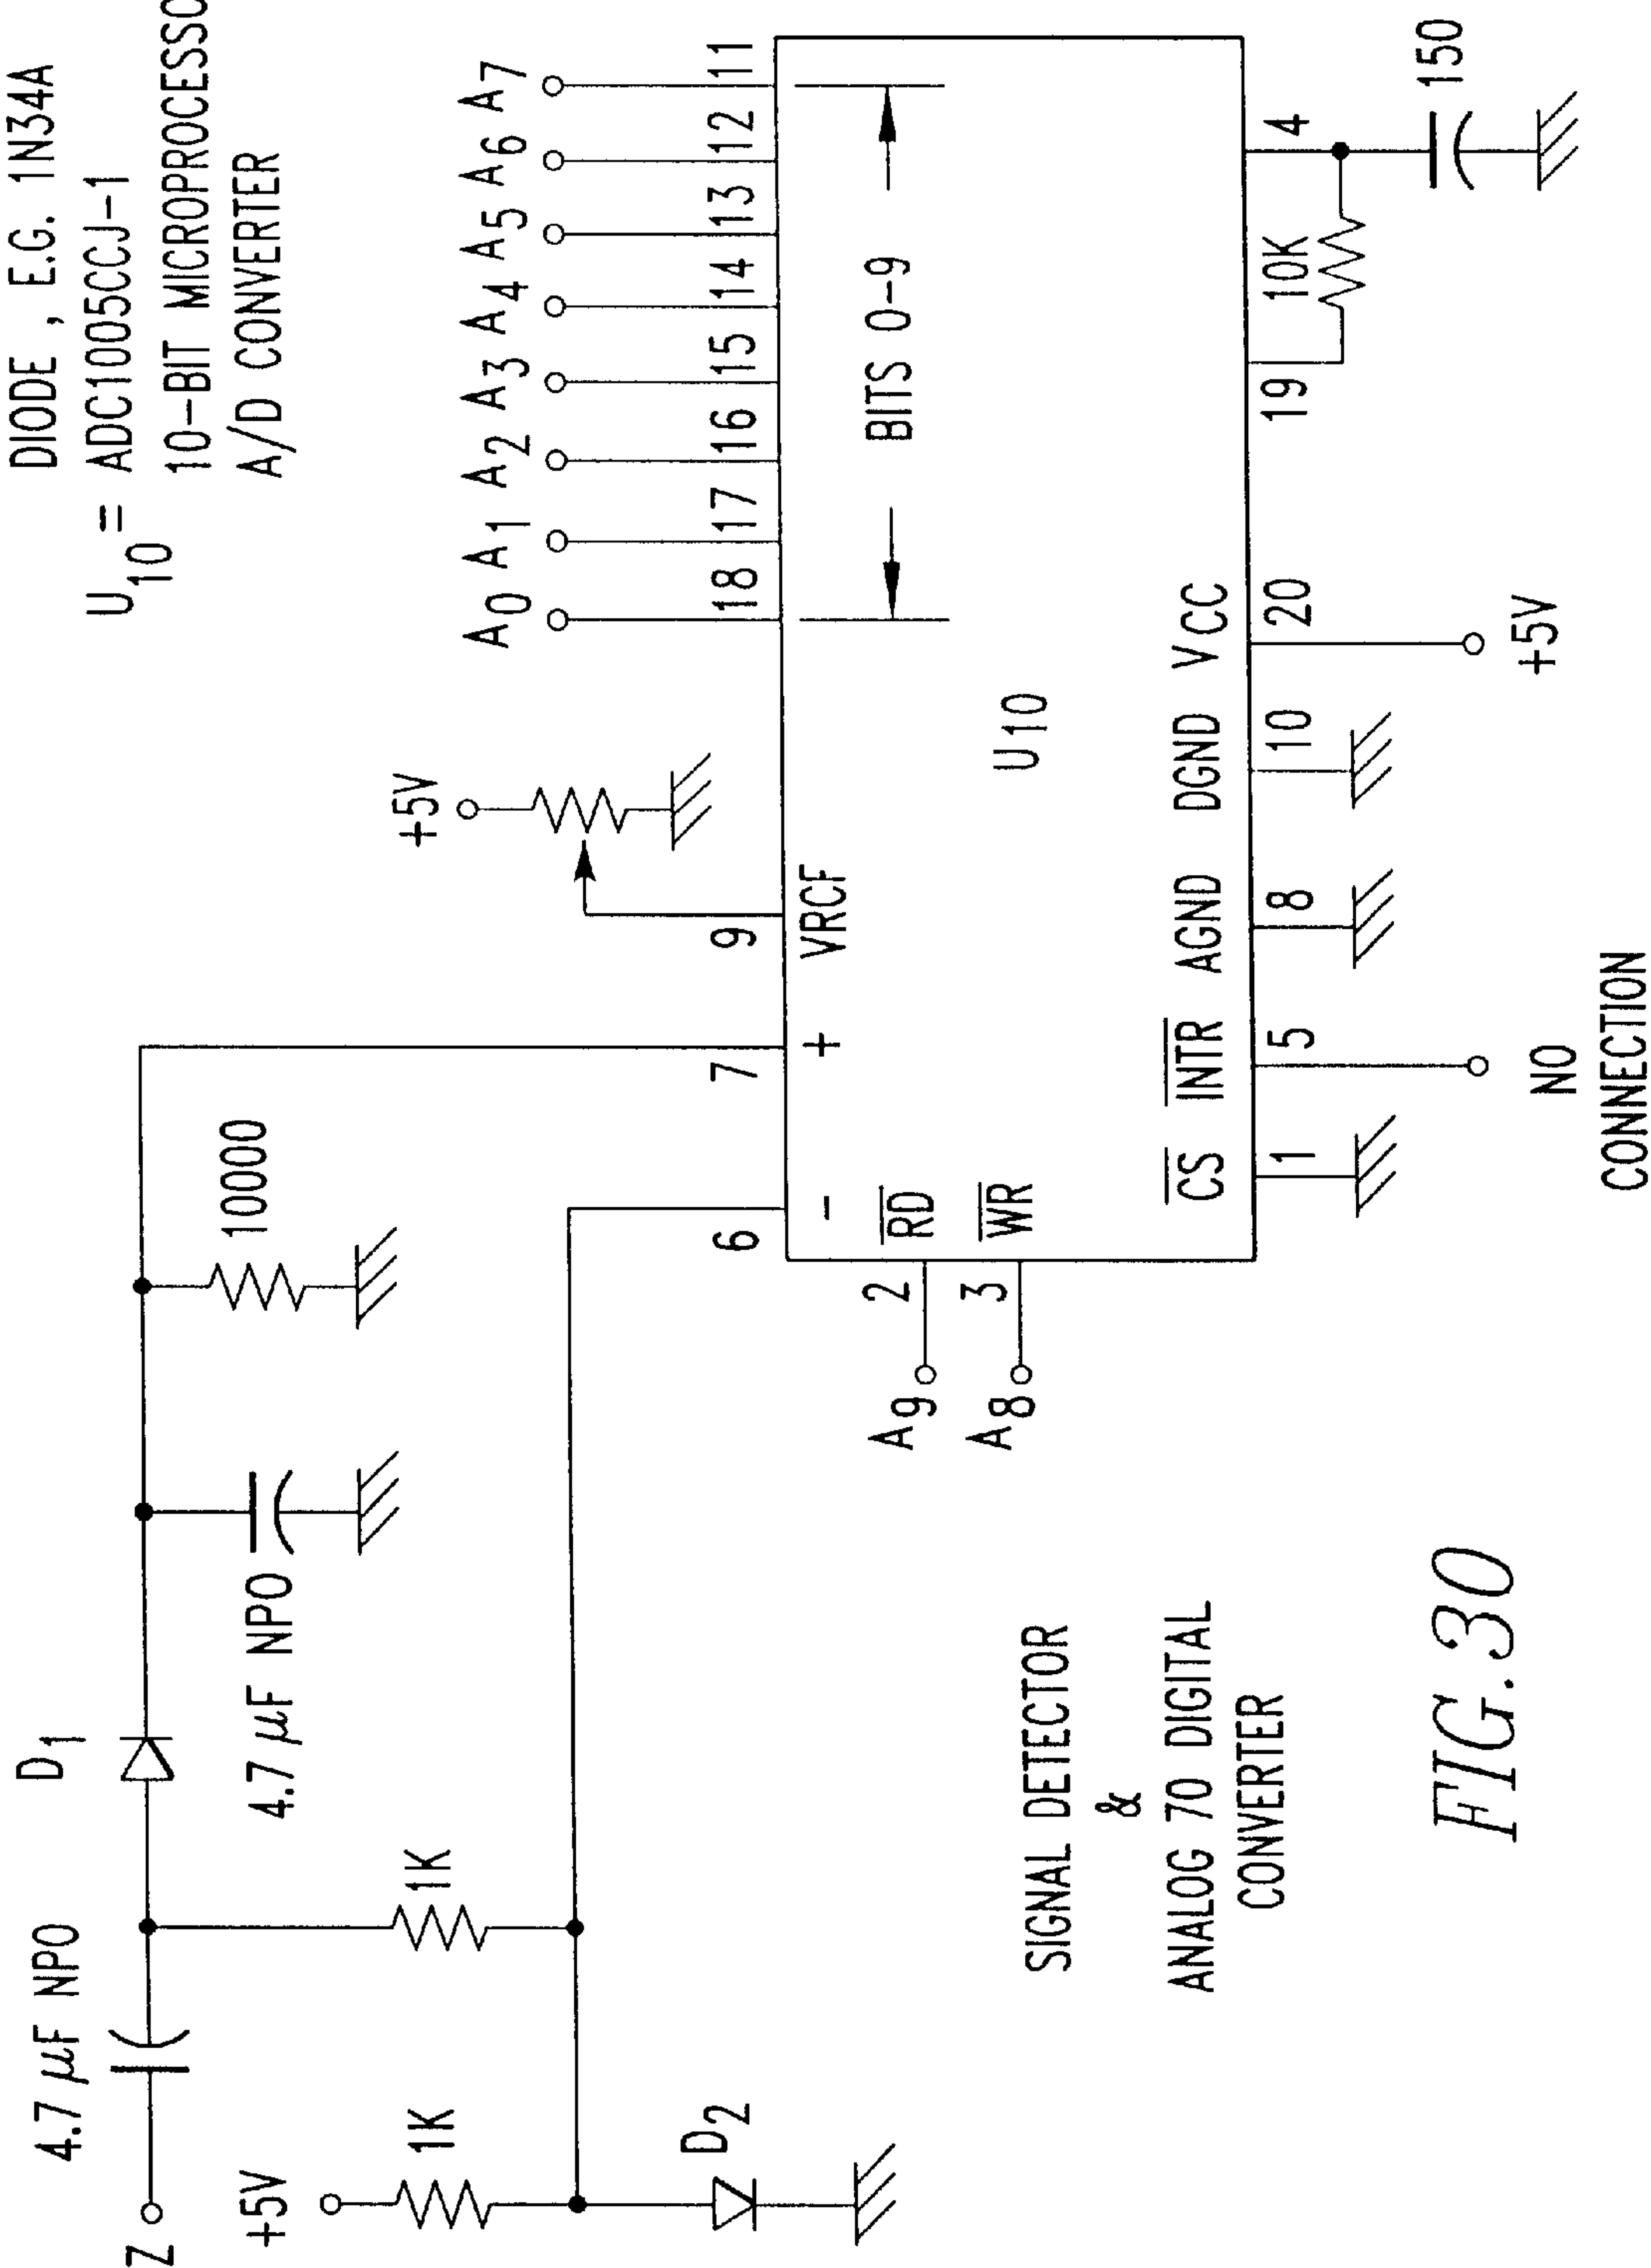 DIODE , E.G. 1N34A
U10 = ADC1005CCJ-1
10-BIT MICROPROCESSO
A/D CONVERTER
Z
4.7 μF NPO
D1
4.7 μF NPO
10000
+5V
1K
1K
D2
+5V
A0 A1 A2 A3 A4 A5 A6 A7
6 7 9 18 17 16 15 14 13 12 11
- + VRCF
BITS 0-9
A9 2 RD
A8 3 WR
U10
CS INTR AGND DGND VCC
1 5 8 10 20 19 4
10K
150
+5V
NO
CONNECTION
SIGNAL DETECTOR
&
ANALOG 70 DIGITAL
CONVERTER
FIG.30